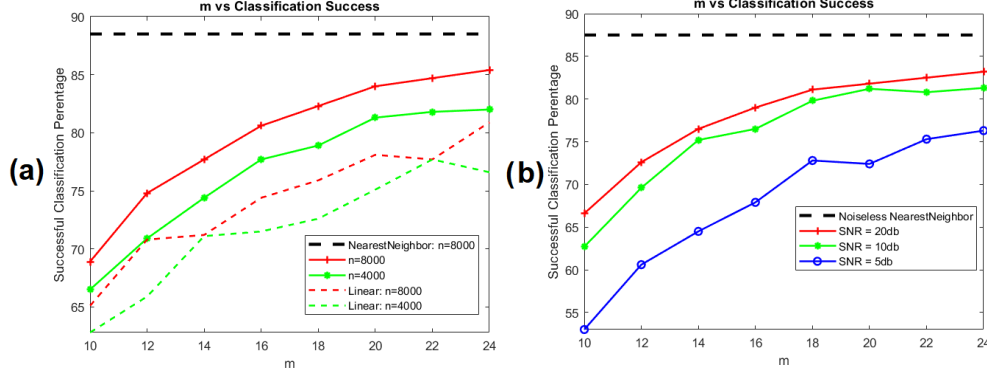 m vs Classification Success
90
85
80
75
70
65
10
12
14
16
18
20
22
24
m
Successful Classification Perentage
(a)
NearestNeighbor: n=8000
n=8000
n=4000
Linear: n=8000
Linear: n=4000
m vs Classification Success
90
85
80
75
70
65
60
55
10
12
14
16
18
20
22
24
m
Successful Classification Perentage
(b)
Noiseless NearestNeighbor
SNR = 20db
SNR = 10db
SNR = 5db